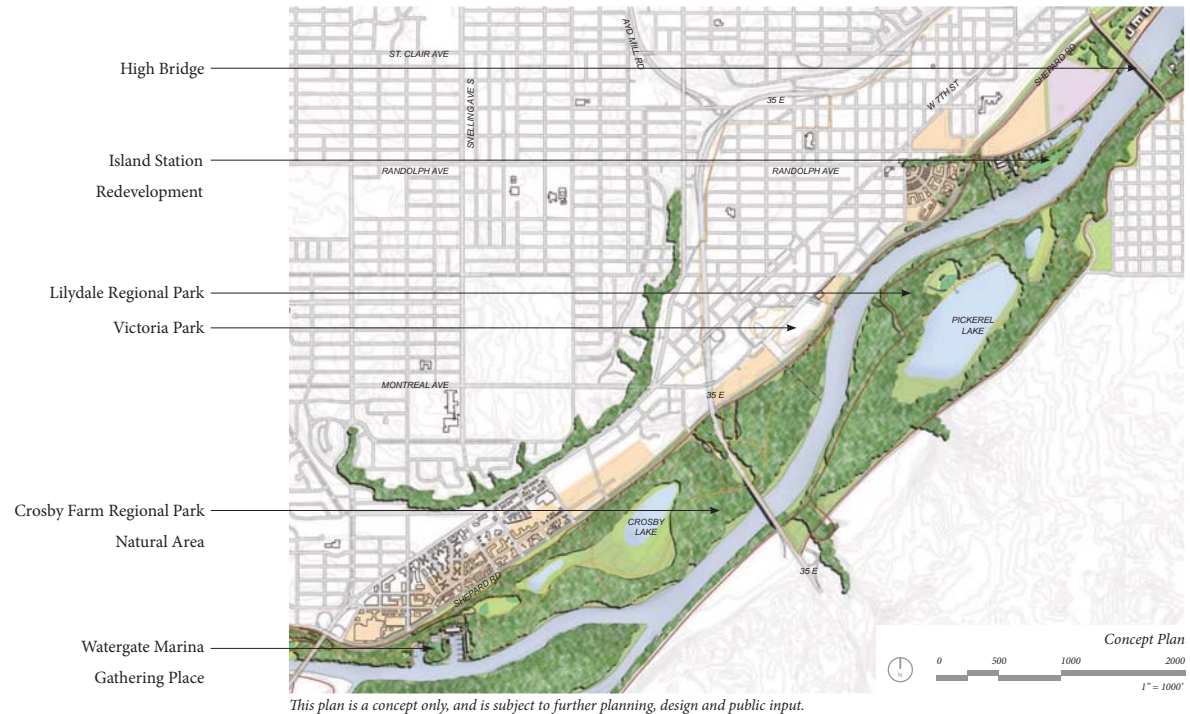 High Bridge
Island Station
Redevelopment
Lilydale Regional Park
Victoria Park
Crosby Farm Regional Park
Natural Area
Watergate Marina
Gathering Place
ST. CLAIR AVE
AYD MILL RD
SNELLING AVE S
35 E
W 7TH ST
SHEPARD RD
RANDOLPH AVE
RANDOLPH AVE
PICKEREL
LAKE
MONTREAL AVE
35 E
CROSBY
LAKE
35 E
SHEPARD RD
Concept Plan
N
0 500 1000 2000
1" = 1000'
This plan is a concept only, and is subject to further planning, design and public input.